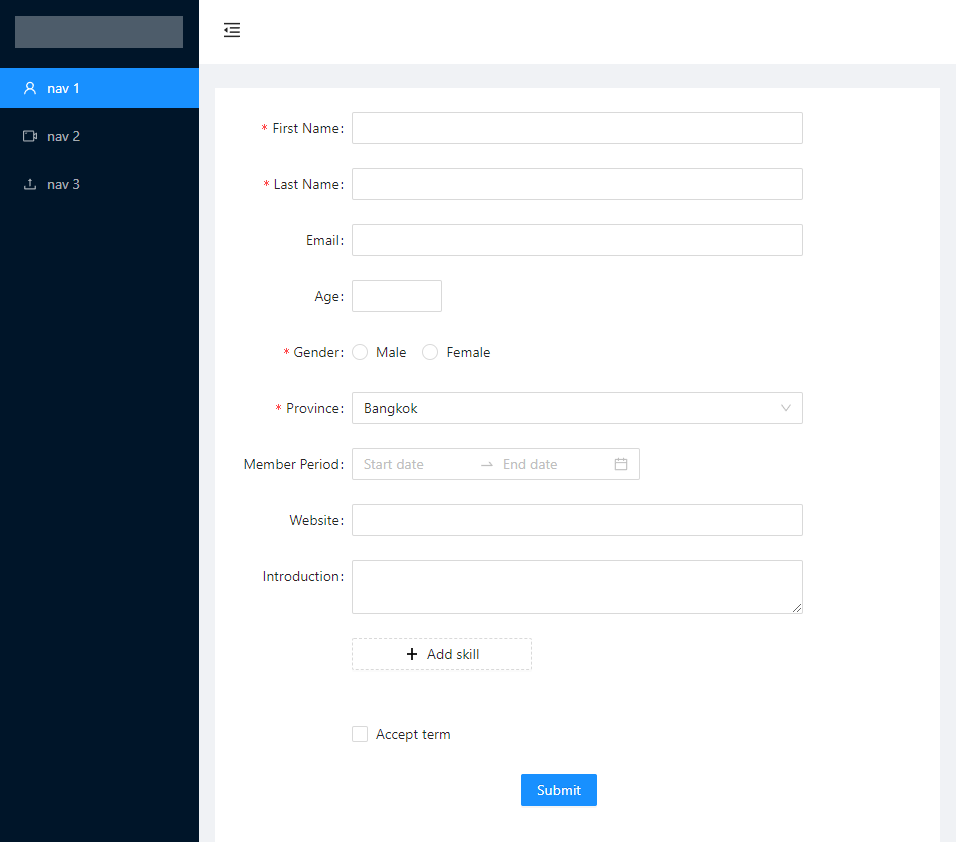 nav 1
nav 2
nav 3
* First Name:
* Last Name:
Email:
Age:
* Gender: Male Female
* Province: Bangkok
Member Period: Start date → End date
Website:
Introduction:
+ Add skill
Accept term
Submit